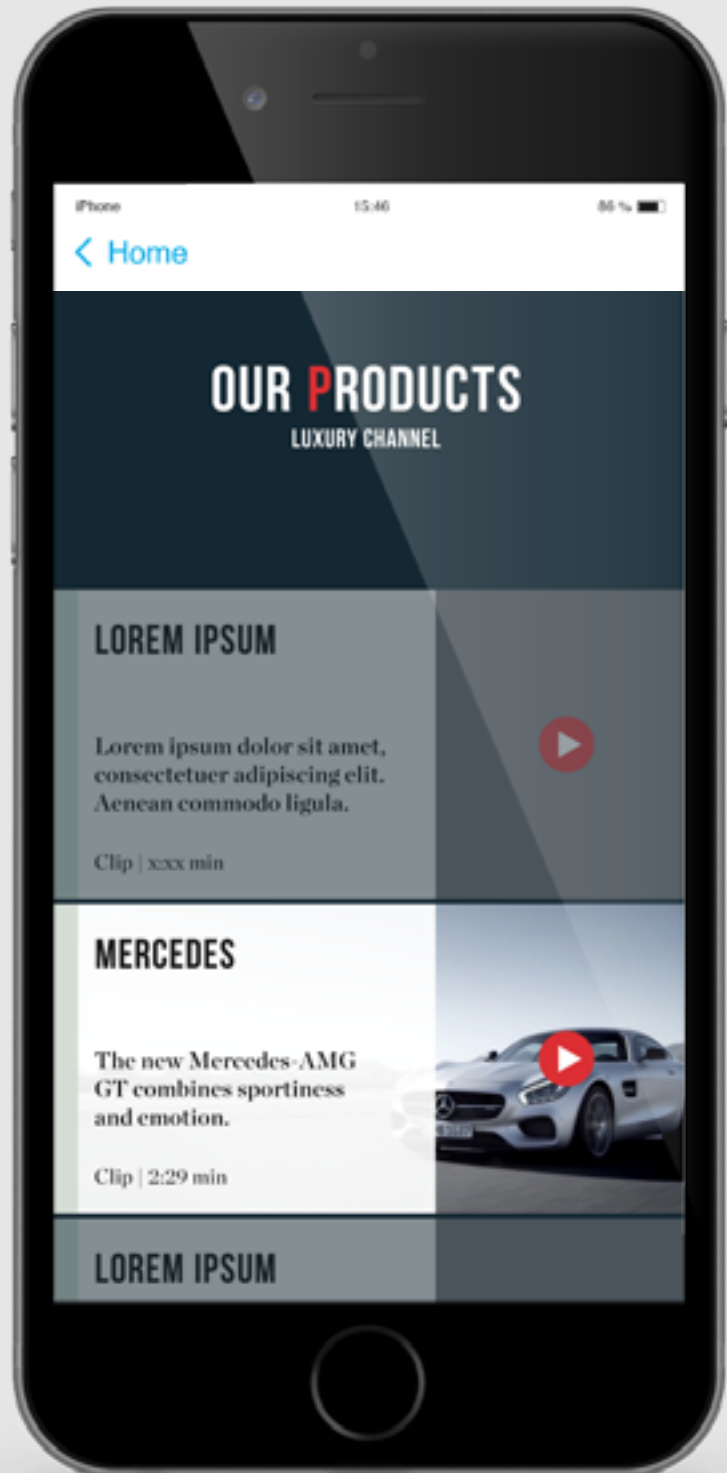 iPhone 15:46 86 %
Home
OUR PRODUCTS
LUXURY CHANNEL
LOREM IPSUM
Lorem ipsum dolor sit amet,
consectetuer adipiscing elit.
Aenean commodo ligula.
Clip | x:xx min
MERCEDES
The new Mercedes-AMG
GT combines sportiness
and emotion.
Clip | 2:29 min
LOREM IPSUM